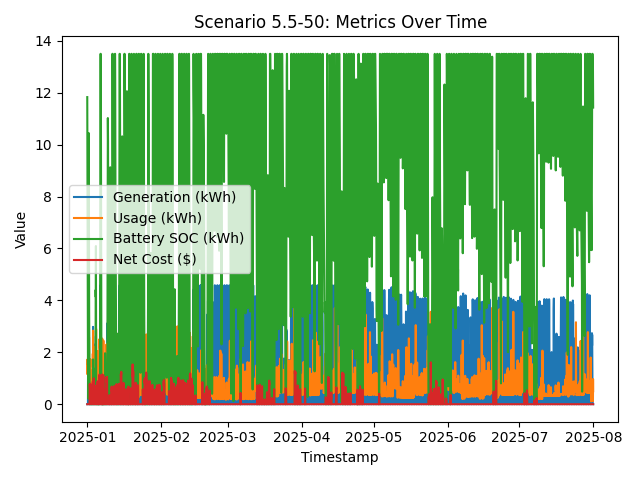 Scenario 5.5-50: Metrics Over Time
Value
14
12
10
8
6
4
2
0
Generation (kWh)
Usage (kWh)
Battery SOC (kWh)
Net Cost ($)
2025-01 2025-02 2025-03 2025-04 2025-05 2025-06 2025-07 2025-08
Timestamp